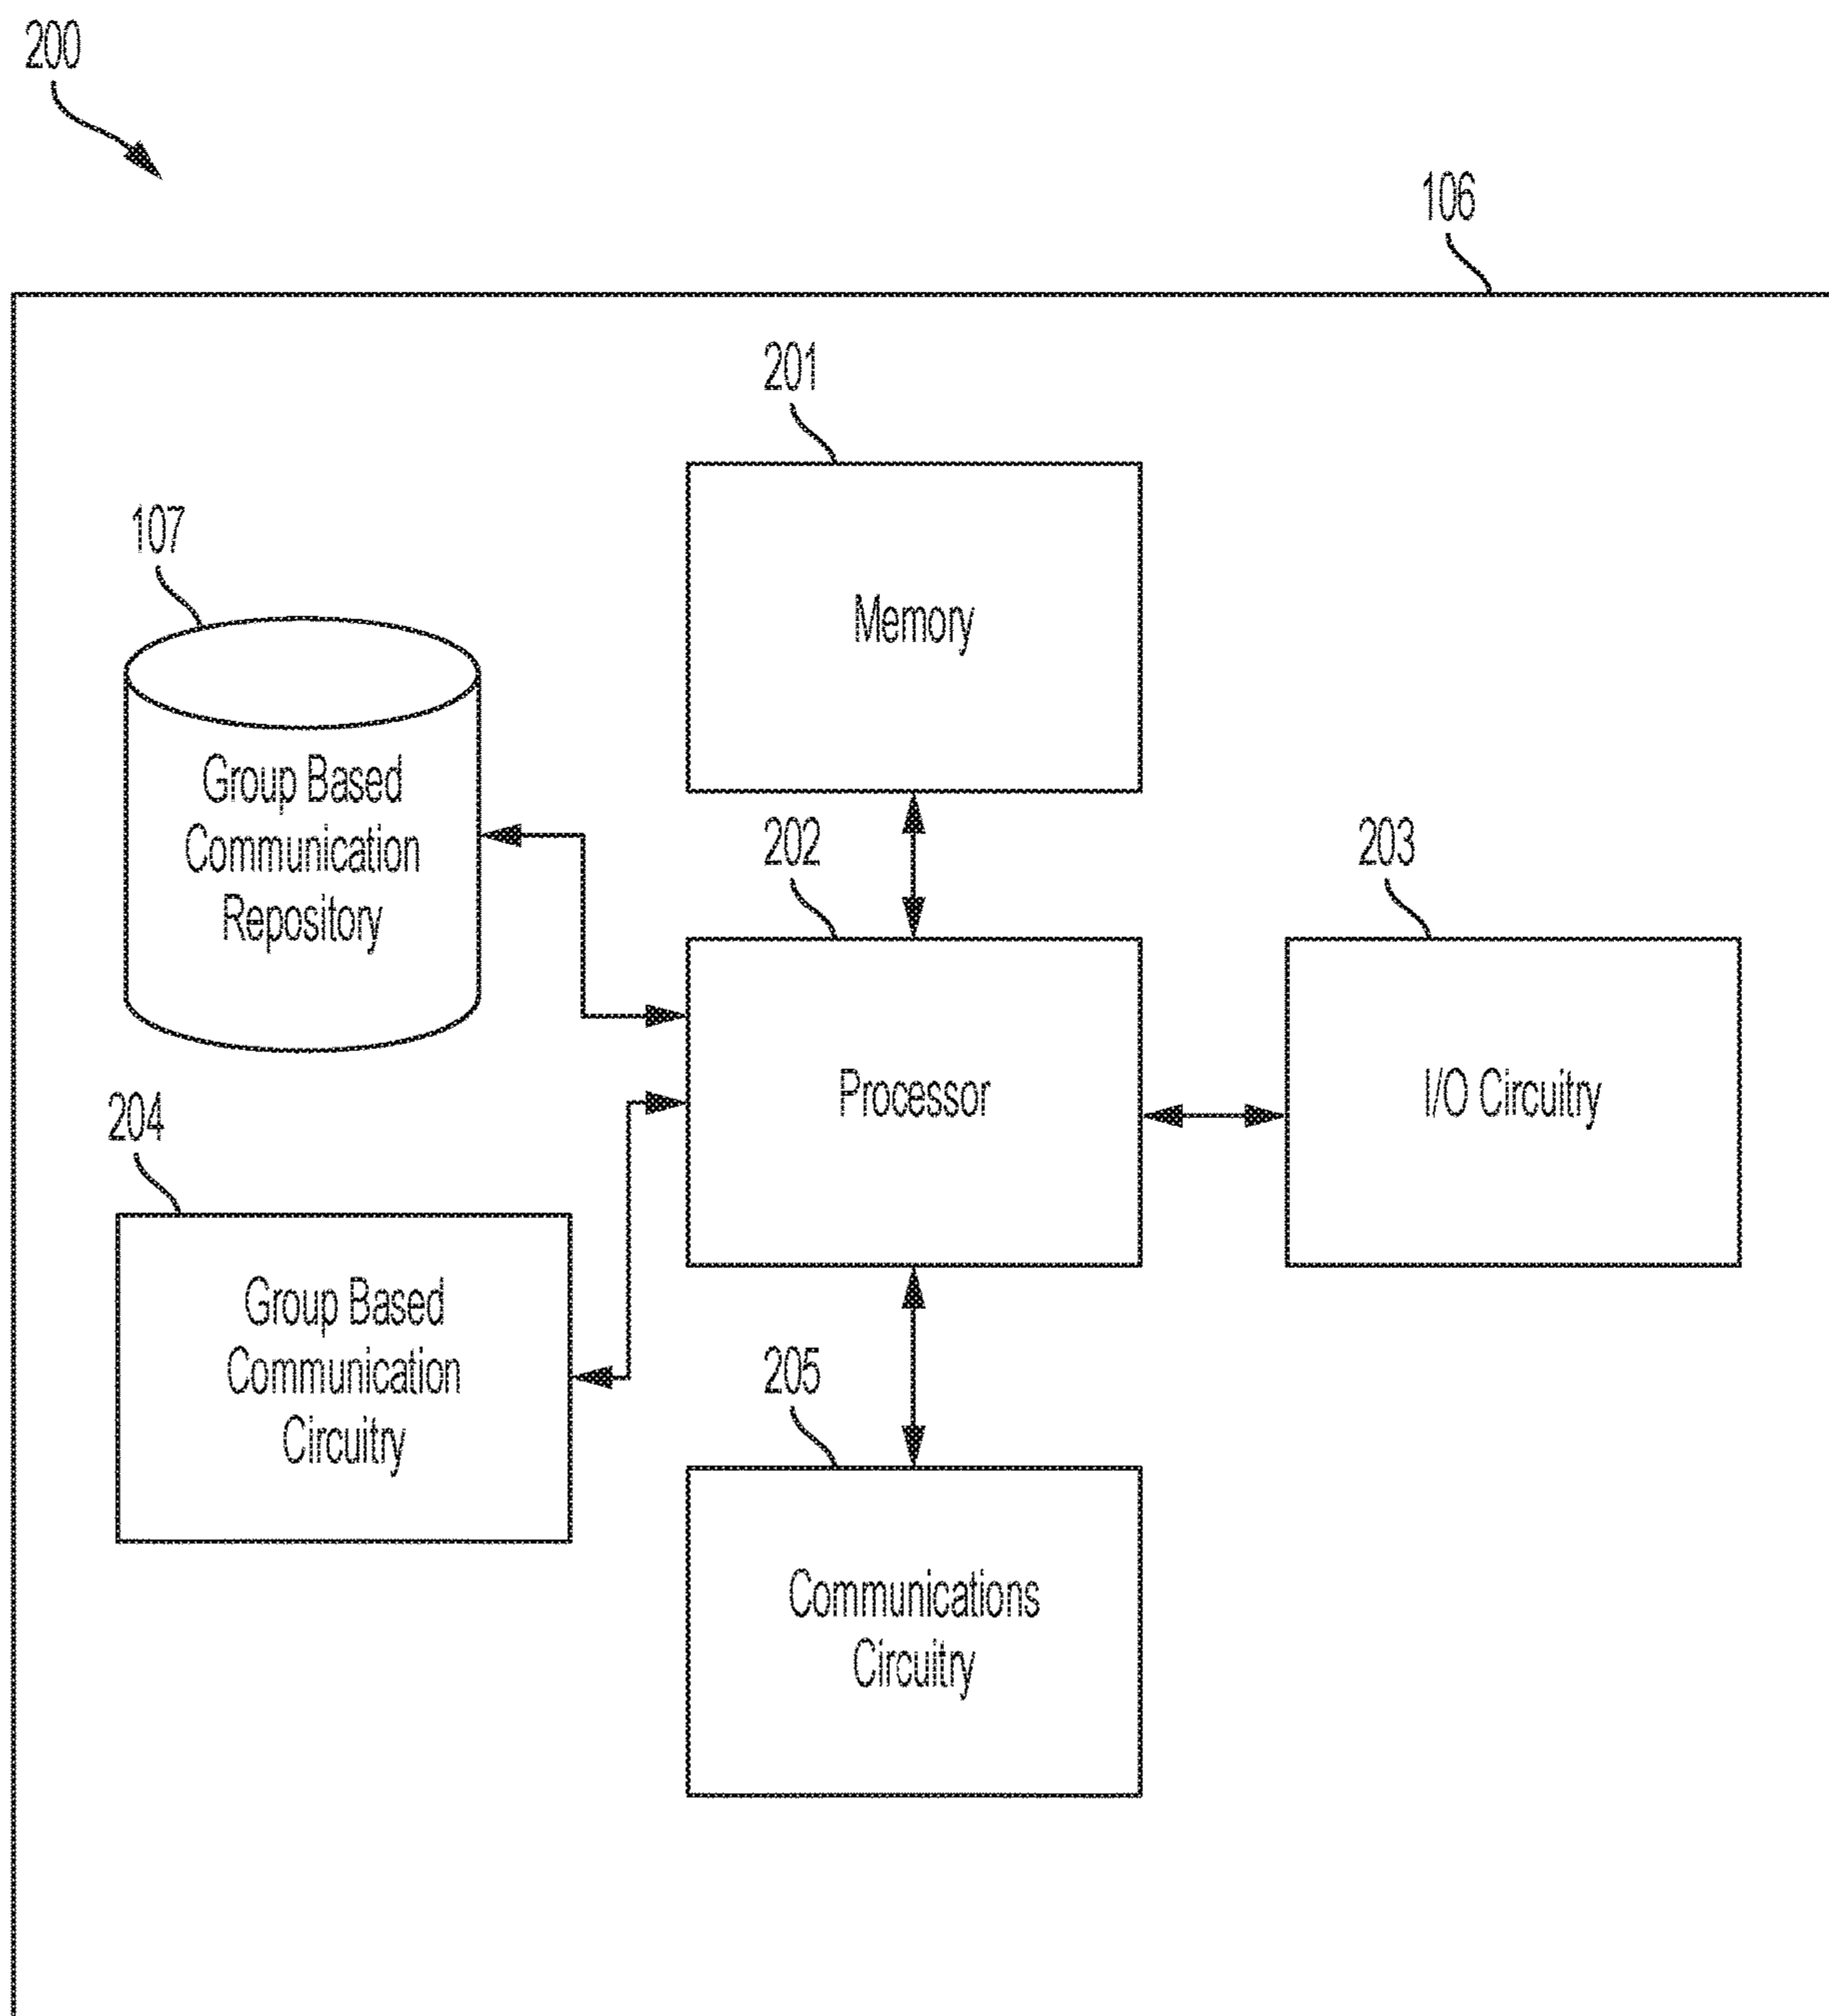 200
106
201
Memory
107
Group Based
Communication
Repository
202
Processor
203
I/O Circuitry
204
Group Based
Communication
Circuitry
205
Communications
Circuitry